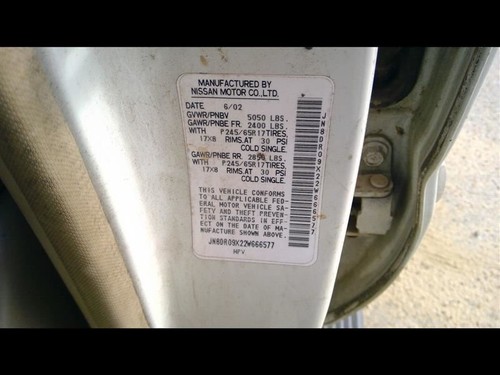 MANUFACTURED BY
NISSAN MOTOR CO.,LTD.
DATE 6/02
GVWR/PNBV 5050 LBS.
GAWR/PNBE FR. 2400 LBS.
WITH P245/65R17TIRES,
17X8 RIMS.AT 30 PSI
COLD SINGLE.
GAWR/PNBE RR. 2850 LBS.
WITH P245/65R17TIRES,
17X8 RIMS.AT 30 PSI
COLD SINGLE.
THIS VEHICLE CONFORMS
TO ALL APPLICABLE FED-
ERAL MOTOR VEHICLE SA-
FETY AND THEFT PREVENT-
ION STANDARDS IN EFF-
ECT ON THE DATE OF MA-
NUFACTURE SHOWN ABOVE.
JN8DR09X22W666577
MPV
JN8DR09X22W666577